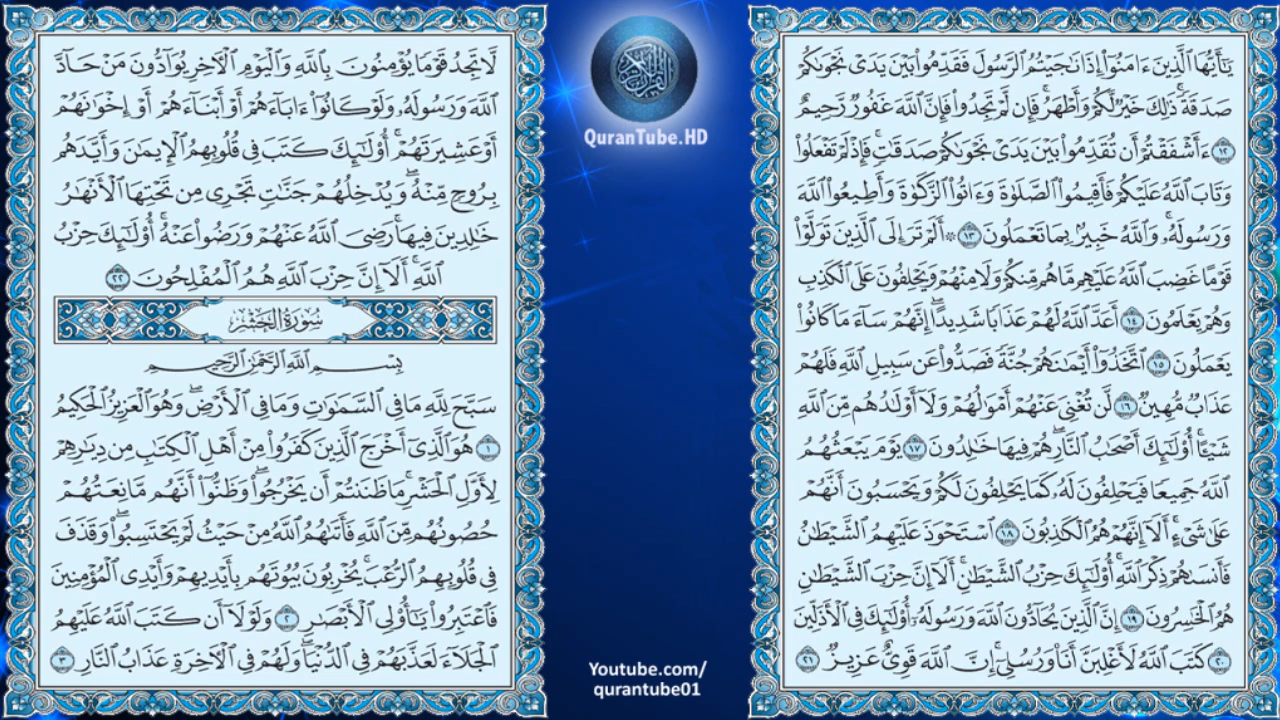 يَٰٓأَيُّهَا ٱلَّذِينَ ءَامَنُوٓا۟ إِذَا نَٰجَيْتُمُ ٱلرَّسُولَ فَقَدِّمُوا۟ بَيْنَ يَدَىْ نَجْوَىٰكُمْ
صَدَقَةً ۚ ذَٰلِكَ خَيْرٌ لَّكُمْ وَأَطْهَرُ ۚ فَإِن لَّمْ تَجِدُوا۟ فَإِنَّ ٱللَّهَ غَفُورٌ رَّحِيمٌ
١٢ ءَأَشْفَقْتُمْ أَن تُقَدِّمُوا۟ بَيْنَ يَدَىْ نَجْوَىٰكُمْ صَدَقَٰتٍ ۚ فَإِذْ لَمْ تَفْعَلُوا۟
وَتَابَ ٱللَّهُ عَلَيْكُمْ فَأَقِيمُوا۟ ٱلصَّلَوٰةَ وَءَاتُوا۟ ٱلزَّكَوٰةَ وَأَطِيعُوا۟ ٱللَّهَ
وَرَسُولَهُۥ ۚ وَٱللَّهُ خَبِيرٌۢ بِمَا تَعْمَلُونَ ١٣ ۞ أَلَمْ تَرَ إِلَى ٱلَّذِينَ تَوَلَّوْا۟
قَوْمًا غَضِبَ ٱللَّهُ عَلَيْهِم مَّا هُم مِّنكُمْ وَلَا مِنْهُمْ وَيَحْلِفُونَ عَلَى ٱلْكَذِبِ
وَهُمْ يَعْلَمُونَ ١٤ أَعَدَّ ٱللَّهُ لَهُمْ عَذَابًا شَدِيدًا ۖ إِنَّهُمْ سَآءَ مَا كَانُوا۟
يَعْمَلُونَ ١٥ ٱتَّخَذُوٓا۟ أَيْمَٰنَهُمْ جُنَّةً فَصَدُّوا۟ عَن سَبِيلِ ٱللَّهِ فَلَهُمْ
عَذَابٌ مُّهِينٌ ١٦ لَّن تُغْنِىَ عَنْهُمْ أَمْوَٰلُهُمْ وَلَآ أَوْلَٰدُهُم مِّنَ ٱللَّهِ
شَيْـًٔا ۚ أُو۟لَٰٓئِكَ أَصْحَٰبُ ٱلنَّارِ ۖ هُمْ فِيهَا خَٰلِدُونَ ١٧ يَوْمَ يَبْعَثُهُمُ
ٱللَّهُ جَمِيعًا فَيَحْلِفُونَ لَهُۥ كَمَا يَحْلِفُونَ لَكُمْ ۖ وَيَحْسَبُونَ أَنَّهُمْ
عَلَىٰ شَىْءٍ ۚ أَلَآ إِنَّهُمْ هُمُ ٱلْكَٰذِبُونَ ١٨ ٱسْتَحْوَذَ عَلَيْهِمُ ٱلشَّيْطَٰنُ
فَأَنسَىٰهُمْ ذِكْرَ ٱللَّهِ ۚ أُو۟لَٰٓئِكَ حِزْبُ ٱلشَّيْطَٰنِ ۚ أَلَآ إِنَّ حِزْبَ ٱلشَّيْطَٰنِ
هُمُ ٱلْخَٰسِرُونَ ١٩ إِنَّ ٱلَّذِينَ يُحَآدُّونَ ٱللَّهَ وَرَسُولَهُۥٓ أُو۟لَٰٓئِكَ فِى ٱلْأَذَلِّينَ
٢٠ كَتَبَ ٱللَّهُ لَأَغْلِبَنَّ أَنَا۠ وَرُسُلِىٓ ۚ إِنَّ ٱللَّهَ قَوِىٌّ عَزِيزٌ ٢١
QuranTube.HD
Youtube.com/
qurantube01
لَّا تَجِدُ قَوْمًا يُؤْمِنُونَ بِٱللَّهِ وَٱلْيَوْمِ ٱلْـَٔاخِرِ يُوَآدُّونَ مَنْ حَآدَّ
ٱللَّهَ وَرَسُولَهُۥ وَلَوْ كَانُوٓا۟ ءَابَآءَهُمْ أَوْ أَبْنَآءَهُمْ أَوْ إِخْوَٰنَهُمْ
أَوْ عَشِيرَتَهُمْ ۚ أُو۟لَٰٓئِكَ كَتَبَ فِى قُلُوبِهِمُ ٱلْإِيمَٰنَ وَأَيَّدَهُم
بِرُوحٍ مِّنْهُ ۖ وَيُدْخِلُهُمْ جَنَّٰتٍ تَجْرِى مِن تَحْتِهَا ٱلْأَنْهَٰرُ
خَٰلِدِينَ فِيهَا ۚ رَضِىَ ٱللَّهُ عَنْهُمْ وَرَضُوا۟ عَنْهُ ۚ أُو۟لَٰٓئِكَ حِزْبُ
ٱللَّهِ ۚ أَلَآ إِنَّ حِزْبَ ٱللَّهِ هُمُ ٱلْمُفْلِحُونَ ٢٢
سُورَةُ الحَشْرِ
بِسْمِ ٱللَّهِ ٱلرَّحْمَٰنِ ٱلرَّحِيمِ
سَبَّحَ لِلَّهِ مَا فِى ٱلسَّمَٰوَٰتِ وَمَا فِى ٱلْأَرْضِ ۖ وَهُوَ ٱلْعَزِيزُ ٱلْحَكِيمُ
١ هُوَ ٱلَّذِىٓ أَخْرَجَ ٱلَّذِينَ كَفَرُوا۟ مِنْ أَهْلِ ٱلْكِتَٰبِ مِن دِيَٰرِهِمْ
لِأَوَّلِ ٱلْحَشْرِ ۚ مَا ظَنَنتُمْ أَن يَخْرُجُوا۟ ۖ وَظَنُّوٓا۟ أَنَّهُم مَّانِعَتُهُمْ
حُصُونُهُم مِّنَ ٱللَّهِ فَأَتَىٰهُمُ ٱللَّهُ مِنْ حَيْثُ لَمْ يَحْتَسِبُوا۟ ۖ وَقَذَفَ
فِى قُلُوبِهِمُ ٱلرُّعْبَ ۚ يُخْرِبُونَ بُيُوتَهُم بِأَيْدِيهِمْ وَأَيْدِى ٱلْمُؤْمِنِينَ
فَٱعْتَبِرُوا۟ يَٰٓأُو۟لِى ٱلْأَبْصَٰرِ ٢ وَلَوْلَآ أَن كَتَبَ ٱللَّهُ عَلَيْهِمُ
ٱلْجَلَآءَ لَعَذَّبَهُمْ فِى ٱلدُّنْيَا ۖ وَلَهُمْ فِى ٱلْـَٔاخِرَةِ عَذَابُ ٱلنَّارِ ٣